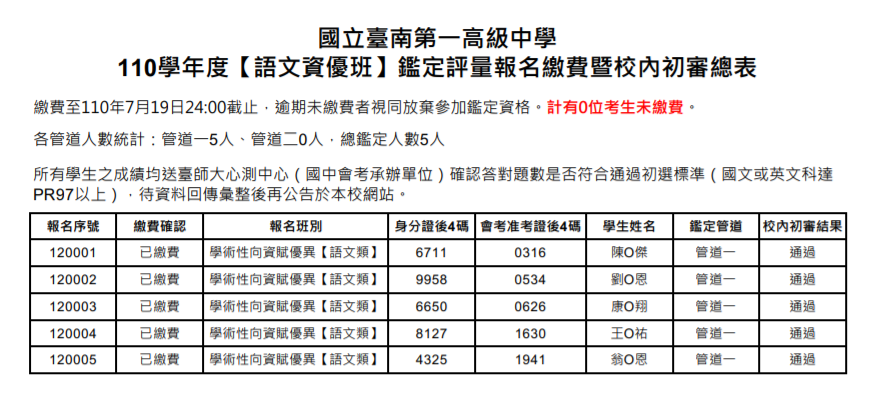 國立臺南第一高級中學
110學年度【語文資優班】鑑定評量報名繳費暨校內初審總表
繳費至110年7月19日24:00截止，逾期未繳費者視同放棄參加鑑定資格。計有0位考生未繳費。
各管道人數統計：管道一5人、管道二0人，總鑑定人數5人
所有學生之成績均送臺師大心測中心（國中會考承辦單位）確認答對題數是否符合通過初選標準（國文或英文科達
PR97以上），待資料回傳彙整後再公告於本校網站。
報名序號 繳費確認 報名班別 身分證後4碼 會考准考證後4碼 學生姓名 鑑定管道 校內初審結果
120001 已繳費 學術性向資賦優異【語文類】 6711 0316 陳O傑 管道一 通過
120002 已繳費 學術性向資賦優異【語文類】 9958 0534 劉O恩 管道一 通過
120003 已繳費 學術性向資賦優異【語文類】 6650 0626 康O翔 管道一 通過
120004 已繳費 學術性向資賦優異【語文類】 8127 1630 王O祐 管道一 通過
120005 已繳費 學術性向資賦優異【語文類】 4325 1941 翁O恩 管道一 通過